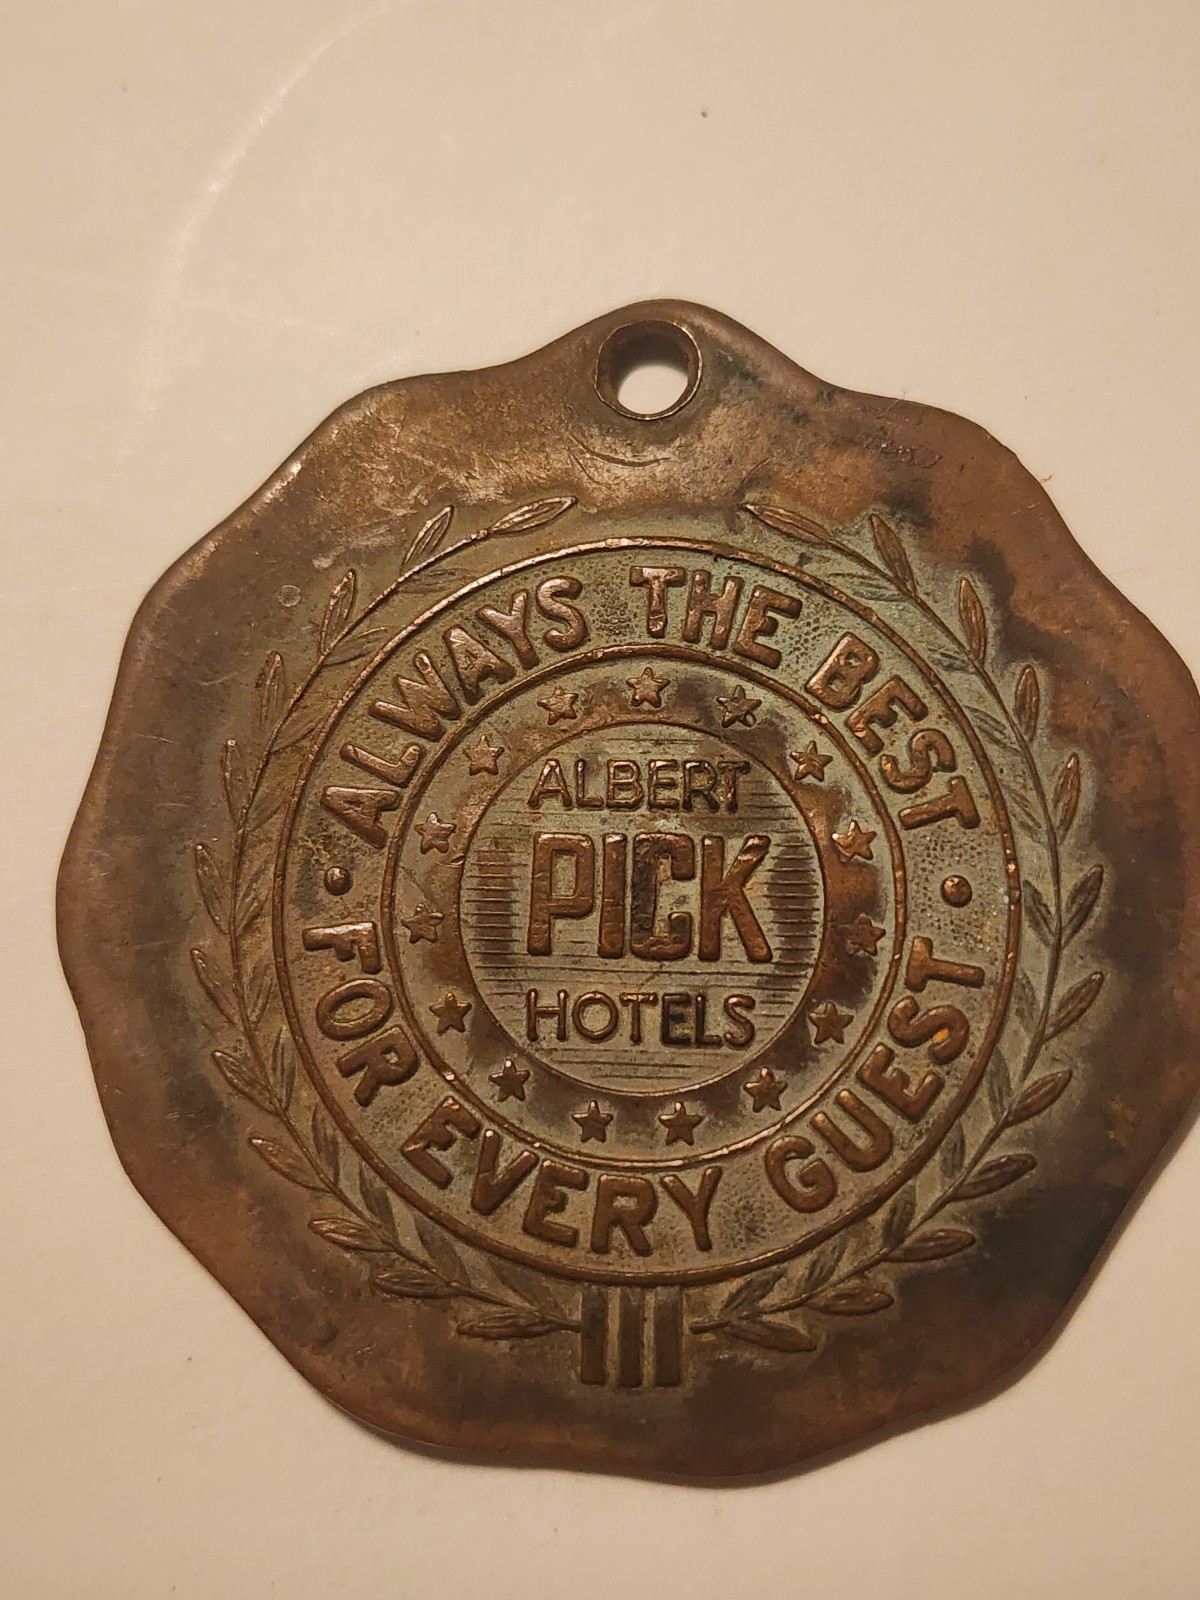 ALWAYS THE BEST
ALBERT
PICK
HOTELS
FOR EVERY GUEST